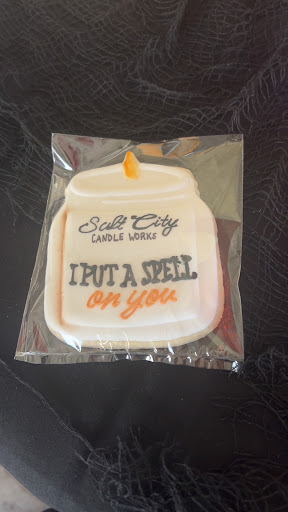 Salt City
CANDLE WORKS
I PUT A SPELL
on you